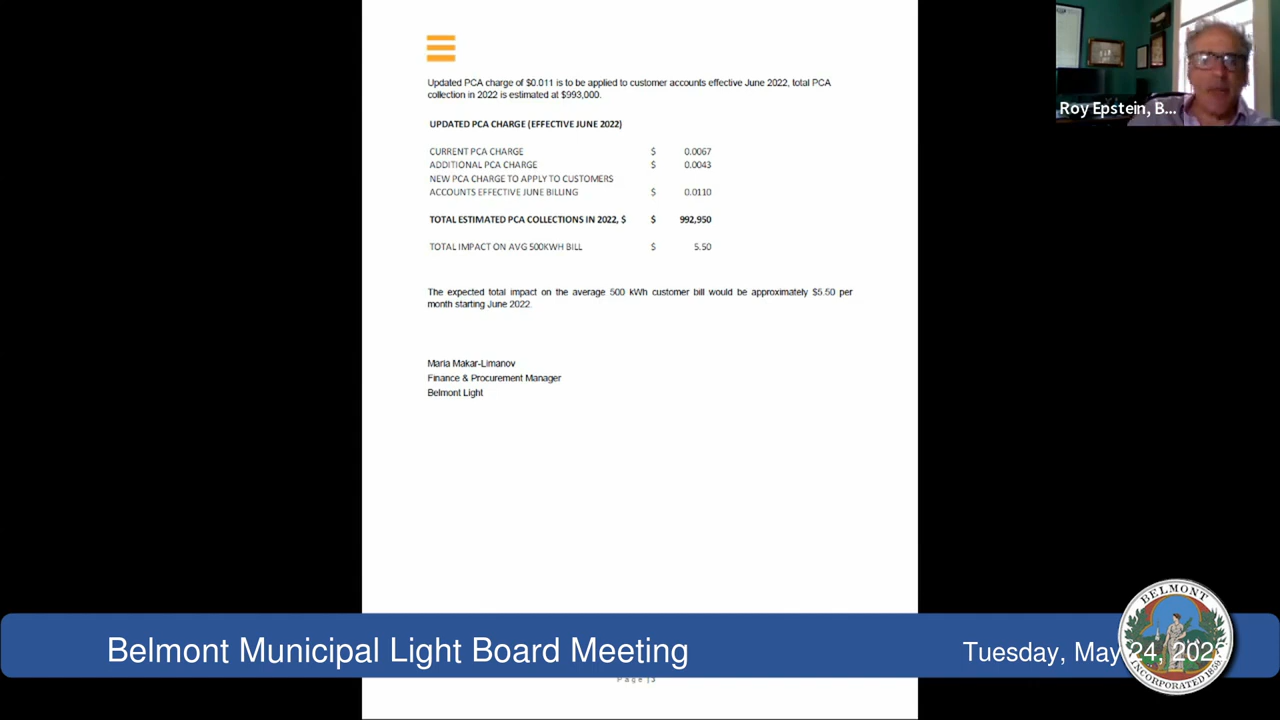 Updated PCA charge of $0.011 is to be applied to customer accounts effective June 2022, total PCA
collection in 2022 is estimated at $993,000.
UPDATED PCA CHARGE (EFFECTIVE JUNE 2022)
CURRENT PCA CHARGE $ 0.0067
ADDITIONAL PCA CHARGE $ 0.0043
NEW PCA CHARGE TO APPLY TO CUSTOMERS
ACCOUNTS EFFECTIVE JUNE BILLING $ 0.0110
TOTAL ESTIMATED PCA COLLECTIONS IN 2022, $ $ 992,950
TOTAL IMPACT ON AVG 500KWH BILL $ 5.50
The expected total impact on the average 500 kWh customer bill would be approximately $5.50 per
month starting June 2022.
Maria Makar-Limanov
Finance & Procurement Manager
Belmont Light
Roy Epstein, B...
Belmont Municipal Light Board Meeting
Tuesday, May 24, 202
BELMONT
INCORPORATED 1859
Page | 3